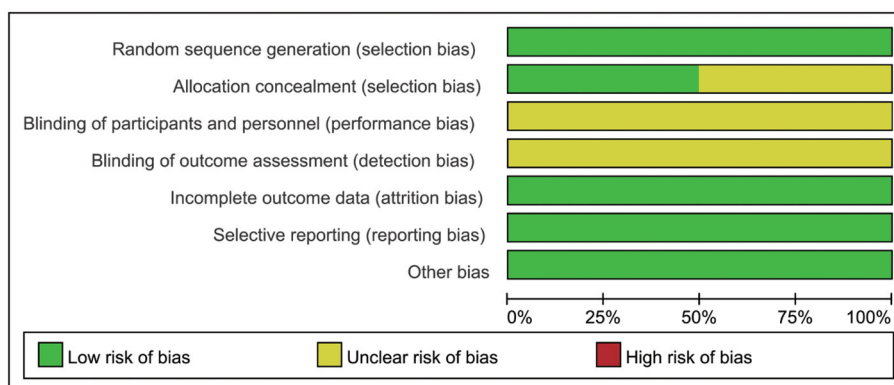 Random sequence generation (selection bias)
Allocation concealment (selection bias)
Blinding of participants and personnel (performance bias)
Blinding of outcome assessment (detection bias)
Incomplete outcome data (attrition bias)
Selective reporting (reporting bias)
Other bias
0% 25% 50% 75% 100%
Low risk of bias Unclear risk of bias High risk of bias